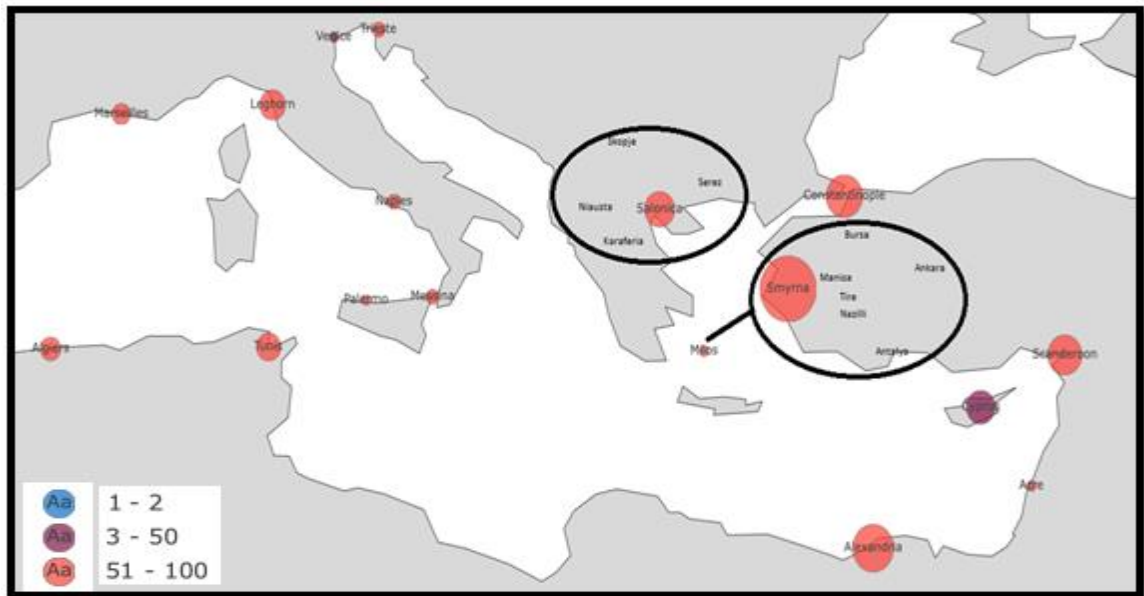 Venice
Trieste
Marseilles
Leghorn
Skopje
Serez
Constantinople
Naples
Niausta
Salonica
Karaferia
Bursa
Ankara
Manisa
Smyrna
Tire
Nazilli
Palermo
Messina
Algiers
Tunis
Milos
Antalya
Scanderoon
Cyprus
Acre
Alexandria
Aa 1 - 2
Aa 3 - 50
Aa 51 - 100